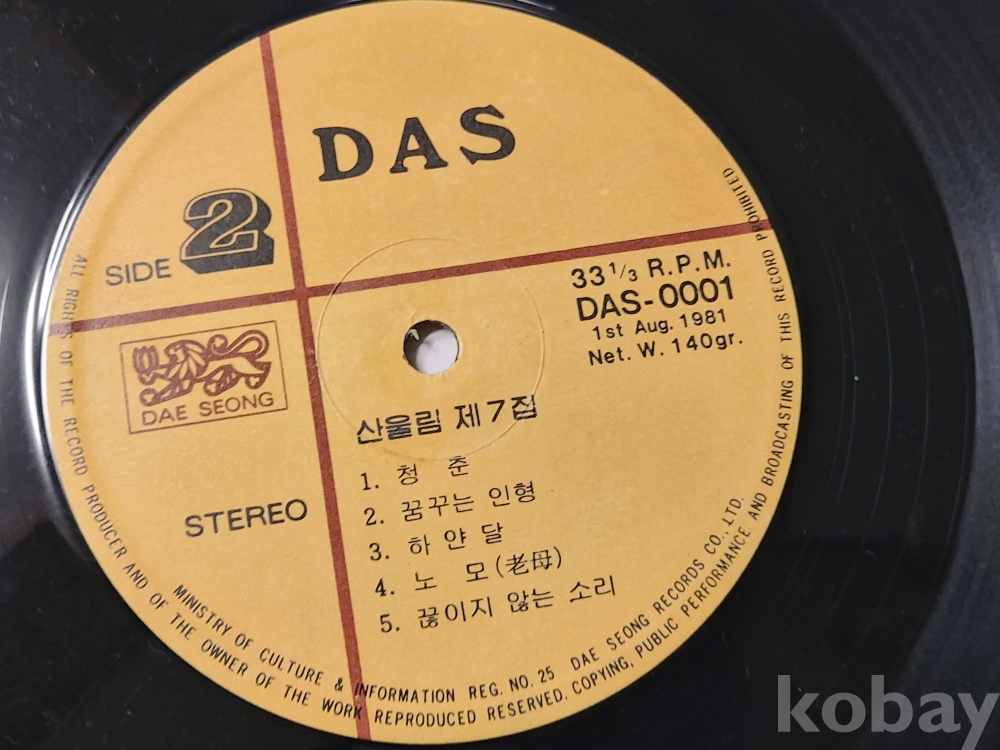 DAS
SIDE 2
33 1/3 R.P.M.
DAS-0001
1st Aug. 1981
Net. W. 140gr.
DAE SEONG
STEREO
산울림 제7집
1. 청 춘
2. 꿈꾸는 인형
3. 하얀 달
4. 노 모(老母)
5. 끊이지 않는 소리
MINISTRY OF CULTURE & INFORMATION REG. NO. 25 DAE SEONG RECORDS CO., LTD.
ALL RIGHTS OF THE RECORD PRODUCER AND OF THE OWNER OF THE WORK REPRODUCED RESERVED. COPYING, PUBLIC PERFORMANCE AND BROADCASTING OF THIS RECORD PROHIBITED
kobay